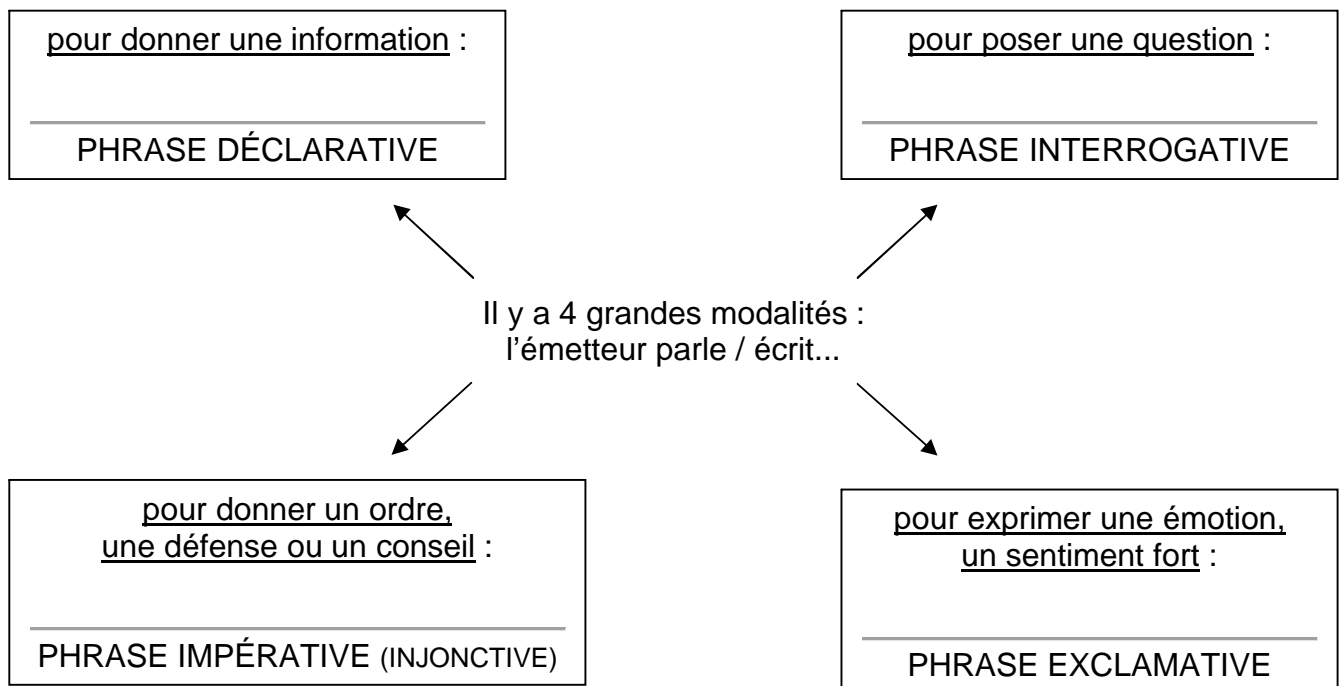 pour donner une information :
PHRASE DÉCLARATIVE
pour poser une question :
PHRASE INTERROGATIVE
Il y a 4 grandes modalités :
l’émetteur parle / écrit...
pour donner un ordre,
une défense ou un conseil :
PHRASE IMPÉRATIVE (INJONCTIVE)
pour exprimer une émotion,
un sentiment fort :
PHRASE EXCLAMATIVE